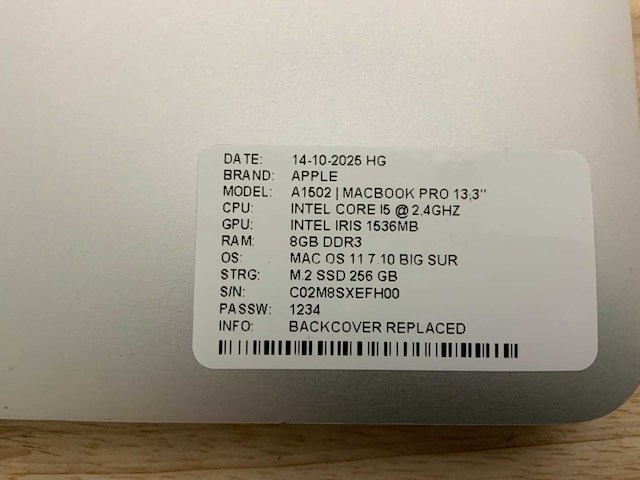 DATE: 14-10-2025 HG
BRAND: APPLE
MODEL: A1502 | MACBOOK PRO 13,3"
CPU: INTEL CORE I5 @ 2,4GHZ
GPU: INTEL IRIS 1536MB
RAM: 8GB DDR3
OS: MAC OS 11.7.10 BIG SUR
STRG: M.2 SSD 256 GB
S/N: C02M8SXEFH00
PASSW: 1234
INFO: BACKCOVER REPLACED